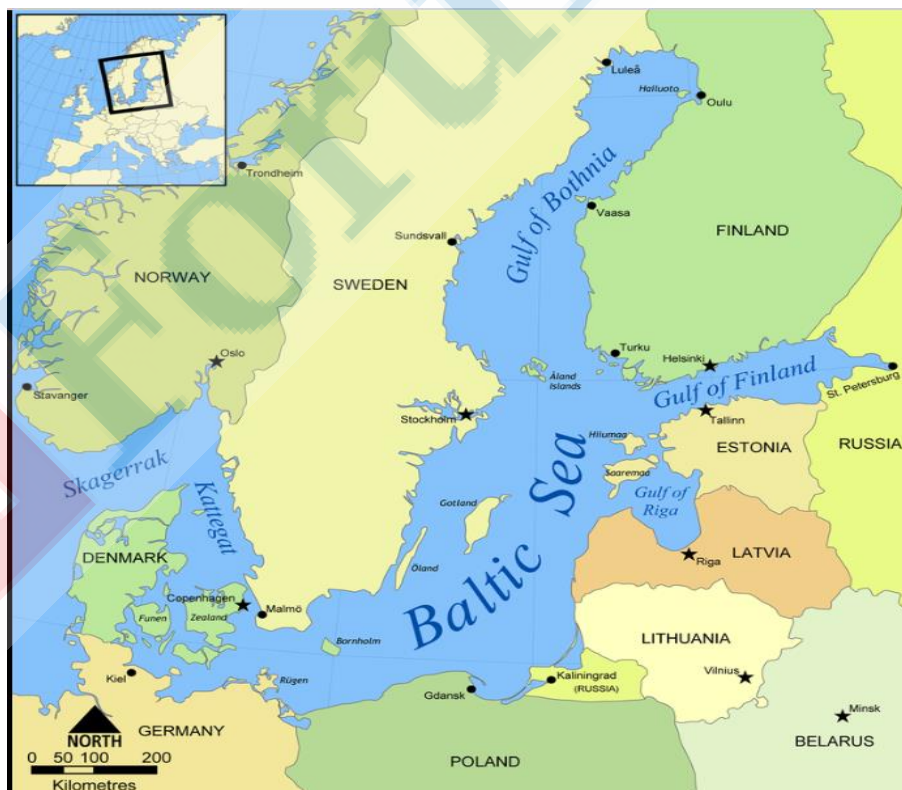 Luleå
Halluoto
Oulu
Trondheim
Gulf of Bothnia
Vaasa
Sundsvall
FINLAND
NORWAY
SWEDEN
Oslo
Turku
Helsinki
Åland
Islands
Gulf of Finland
Stavanger
St. Petersburg
Stockholm
Tallinn
Hiiumaa
ESTONIA
RUSSIA
Skagerrak
Saaremaa
Kattegat
Gotland
Gulf of
Riga
Baltic Sea
DENMARK
Riga
LATVIA
Öland
Copenhagen
Malmö
Funen
Zealand
Bornholm
LITHUANIA
Vilnius
Kiel
Rügen
Gdansk
Kaliningrad
(RUSSIA)
Minsk
GERMANY
BELARUS
NORTH
POLAND
0 50 100 200
Kilometres